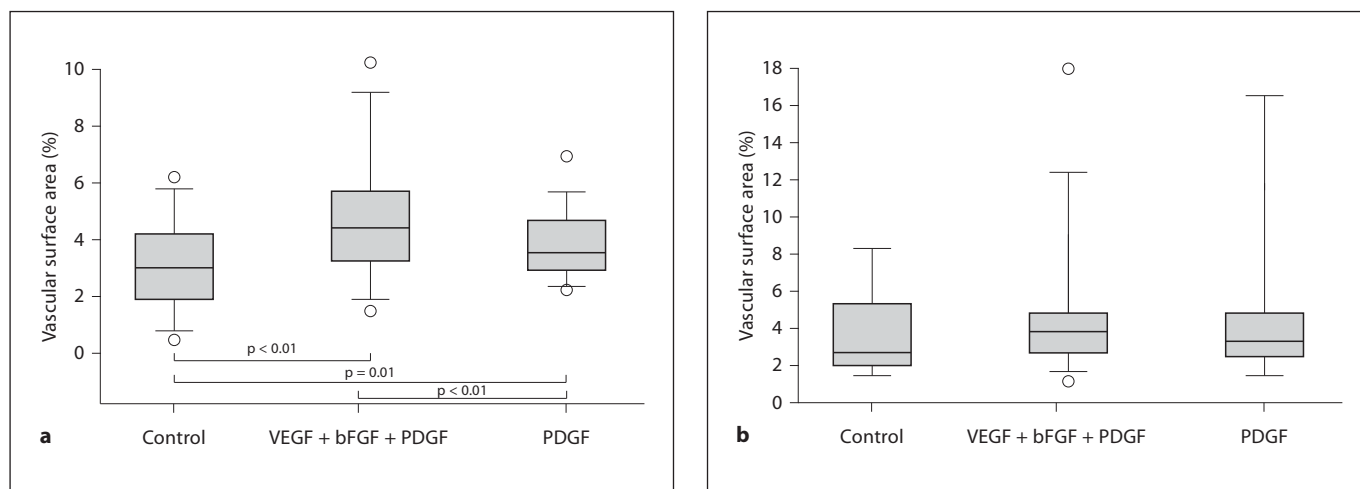 Vascular surface area (%)
10
8
6
4
2
0
p < 0.01
p = 0.01
p < 0.01
a
Control
VEGF + bFGF + PDGF
PDGF
Vascular surface area (%)
18
16
14
12
10
8
6
4
2
0
b
Control
VEGF + bFGF + PDGF
PDGF